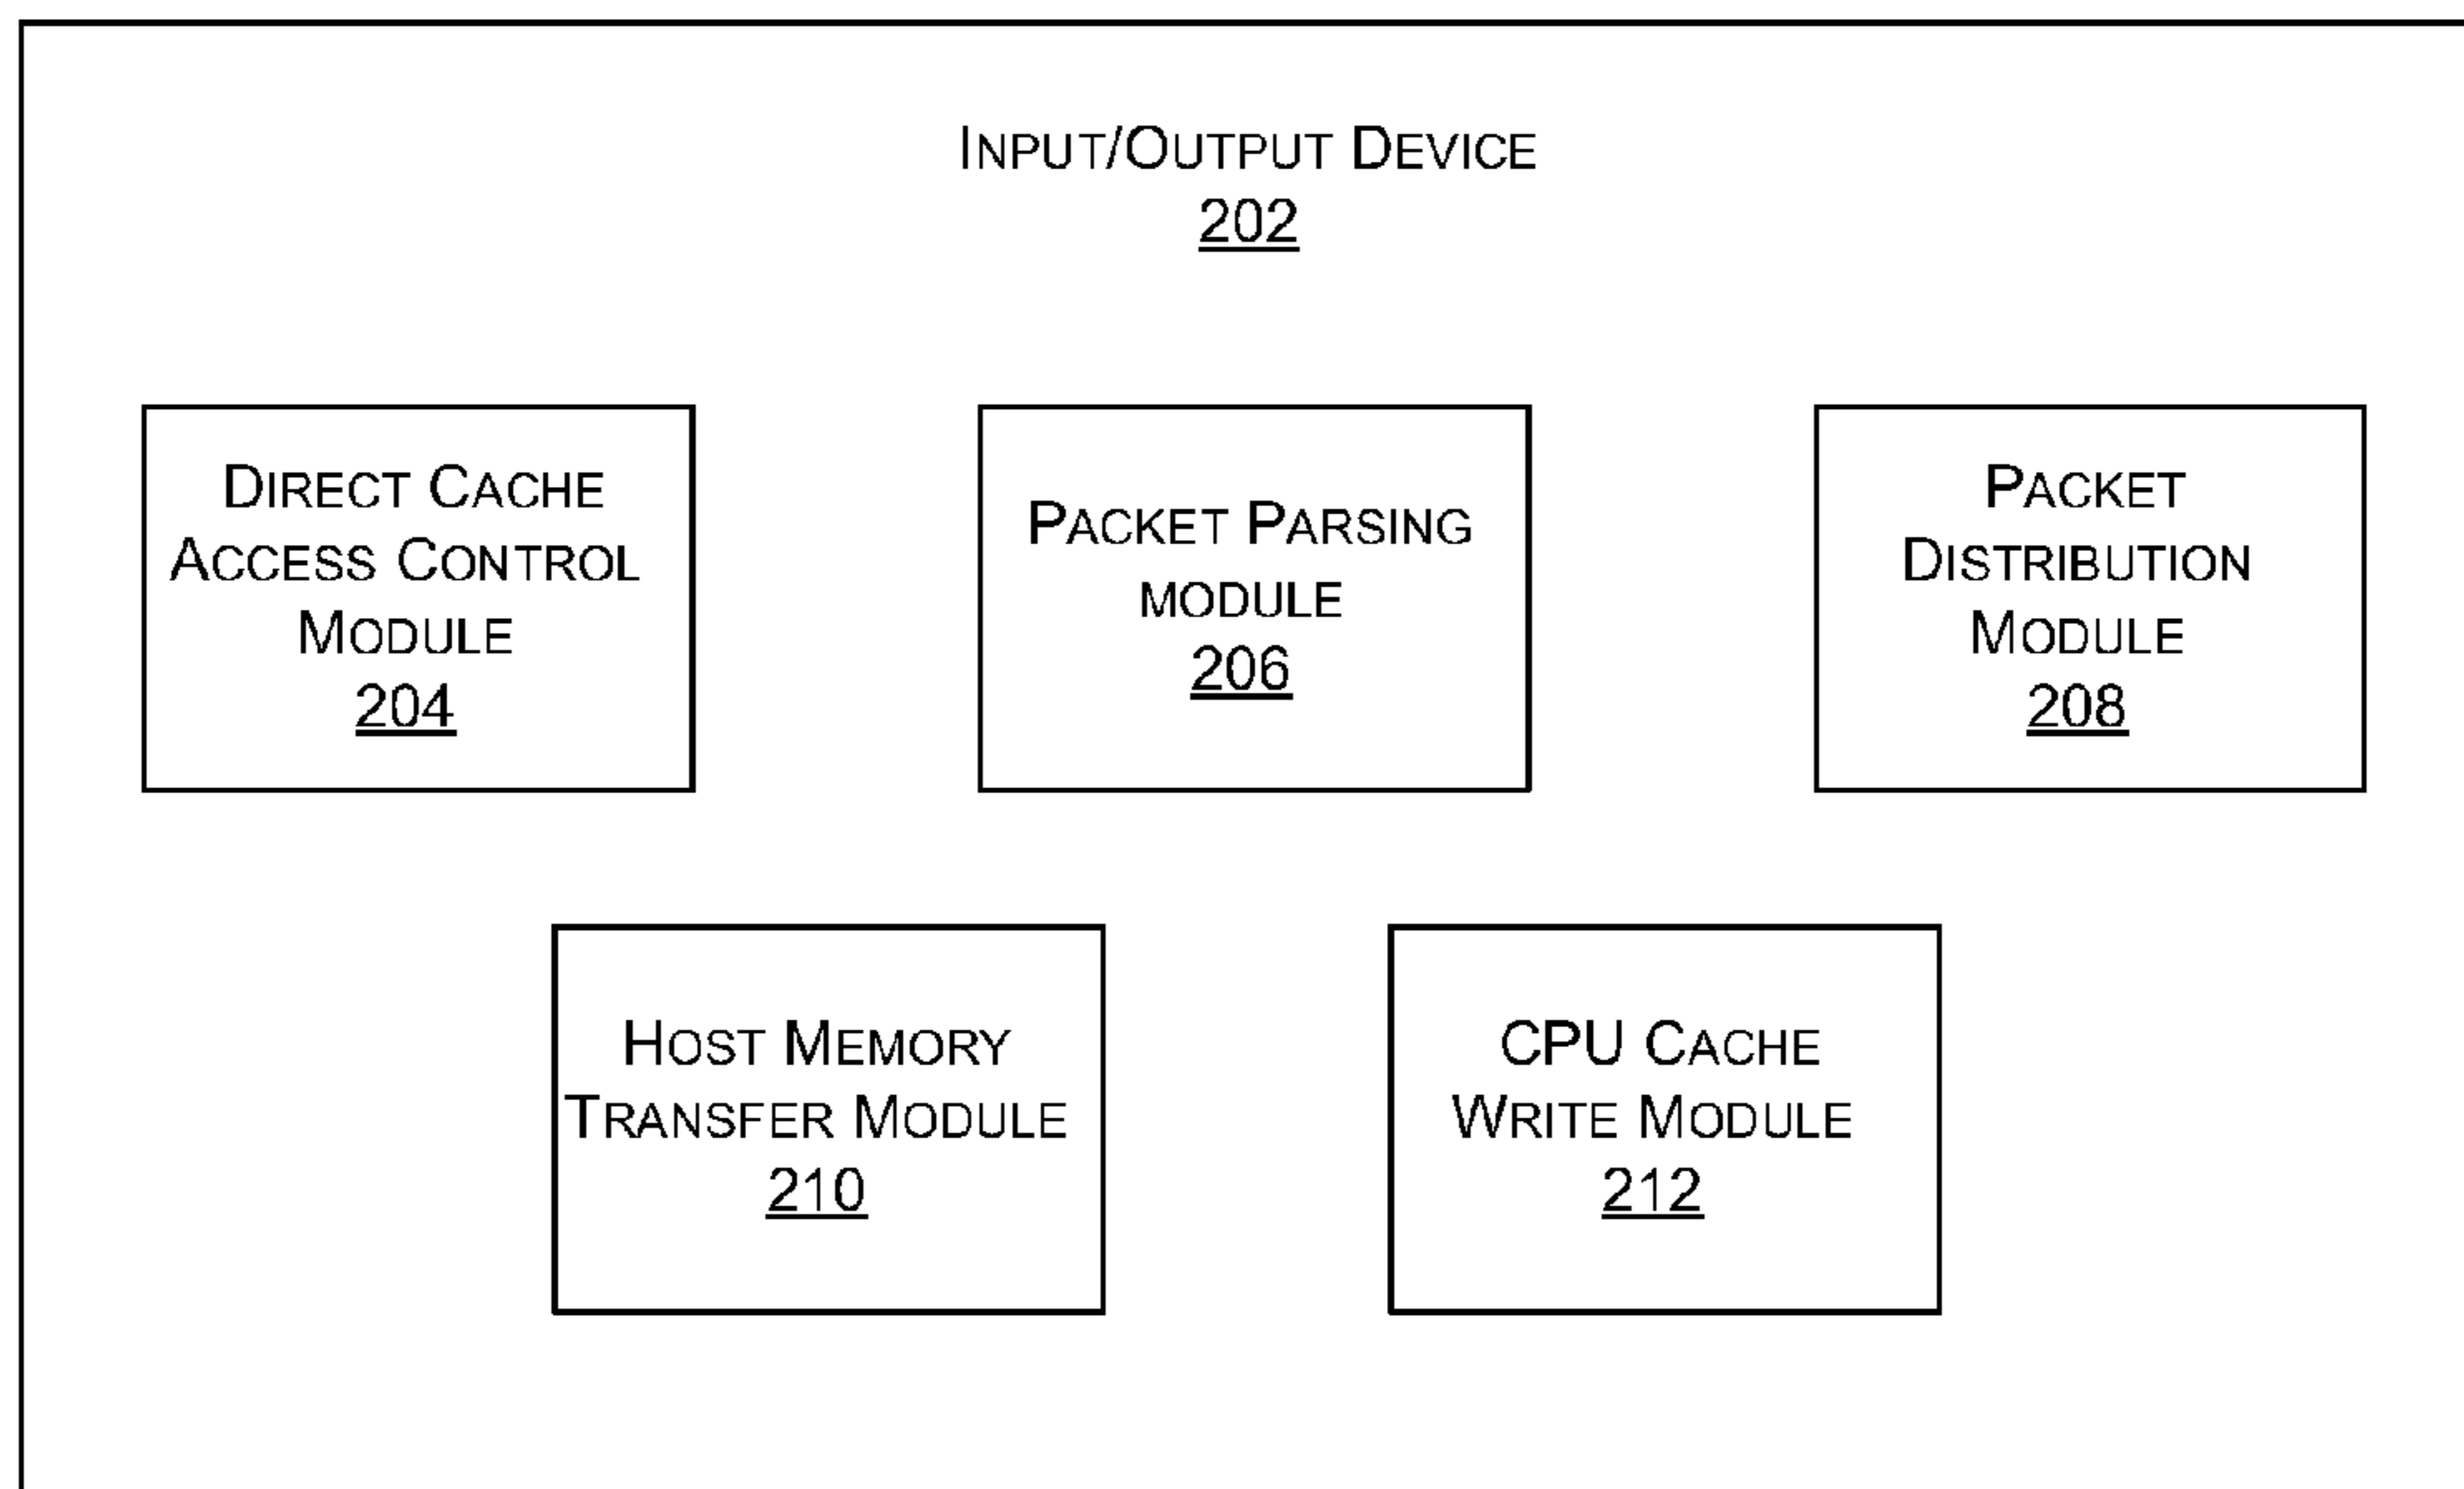 INPUT/OUTPUT DEVICE
202
DIRECT CACHE
ACCESS CONTROL
MODULE
204
PACKET PARSING
MODULE
206
PACKET
DISTRIBUTION
MODULE
208
HOST MEMORY
TRANSFER MODULE
210
CPU CACHE
WRITE MODULE
212